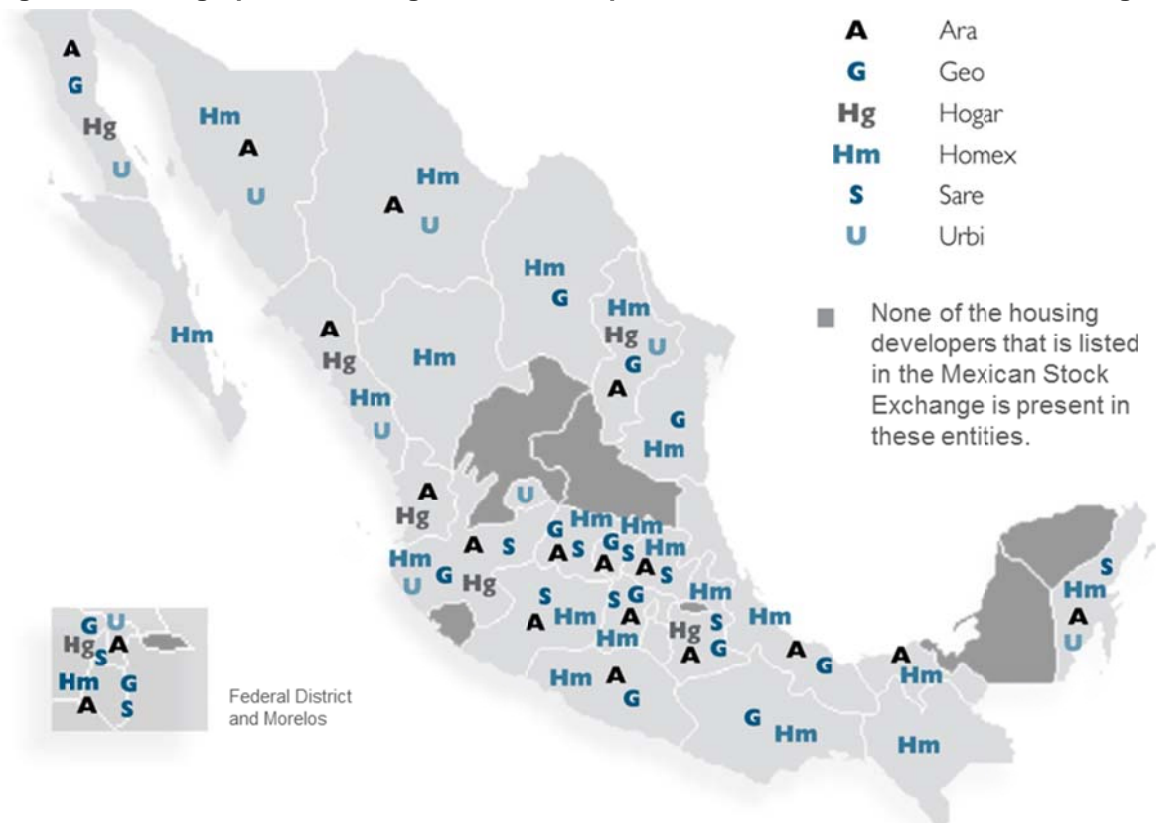 A Ara
G Geo
Hg Hogar
Hm Homex
S Sare
U Urbi
None of the housing
developers that is listed
in the Mexican Stock
Exchange is present in
these entities.
A
G
Hg
U
Hm
A
U
Hm
A
U
Hm
G
Hm
Hg U
G
A
Hm
A
Hg
Hm
U
Hm
G
Hm
A
Hg
U
Hm
U
G
Hg
A S
G Hm
A S
Hm
G S
A
Hm
A S
S
A Hm
S G
A
Hm
Hm
S
Hg
G
A
Hm
A G
A
Hm
S
Hm
A
U
Hm A
G
G
Hm
Hm
G U
Hg A
S
Hm G
A S
Federal District
and Morelos